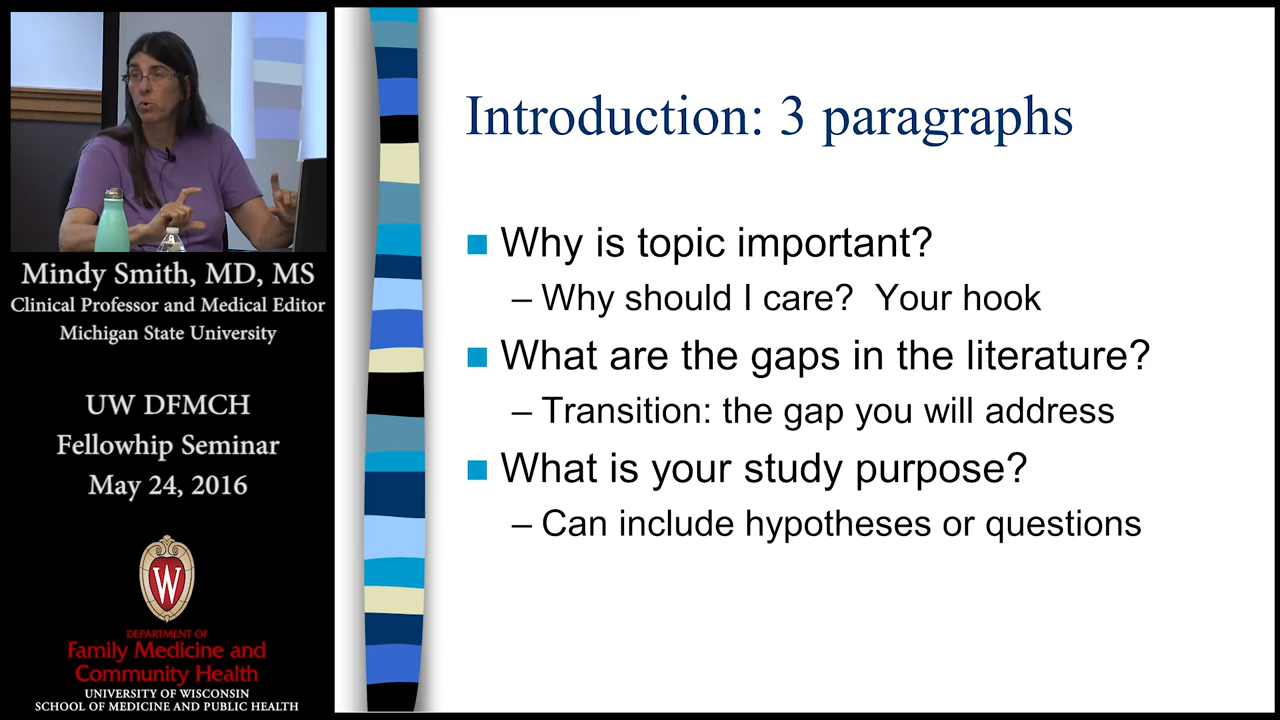 Mindy Smith, MD, MS
Clinical Professor and Medical Editor
Michigan State University
UW DFMCH
Fellowhip Seminar
May 24, 2016
W
DEPARTMENT OF
Family Medicine and
Community Health
UNIVERSITY OF WISCONSIN
SCHOOL OF MEDICINE AND PUBLIC HEALTH
Introduction: 3 paragraphs
Why is topic important?
– Why should I care?  Your hook
What are the gaps in the literature?
– Transition: the gap you will address
What is your study purpose?
– Can include hypotheses or questions